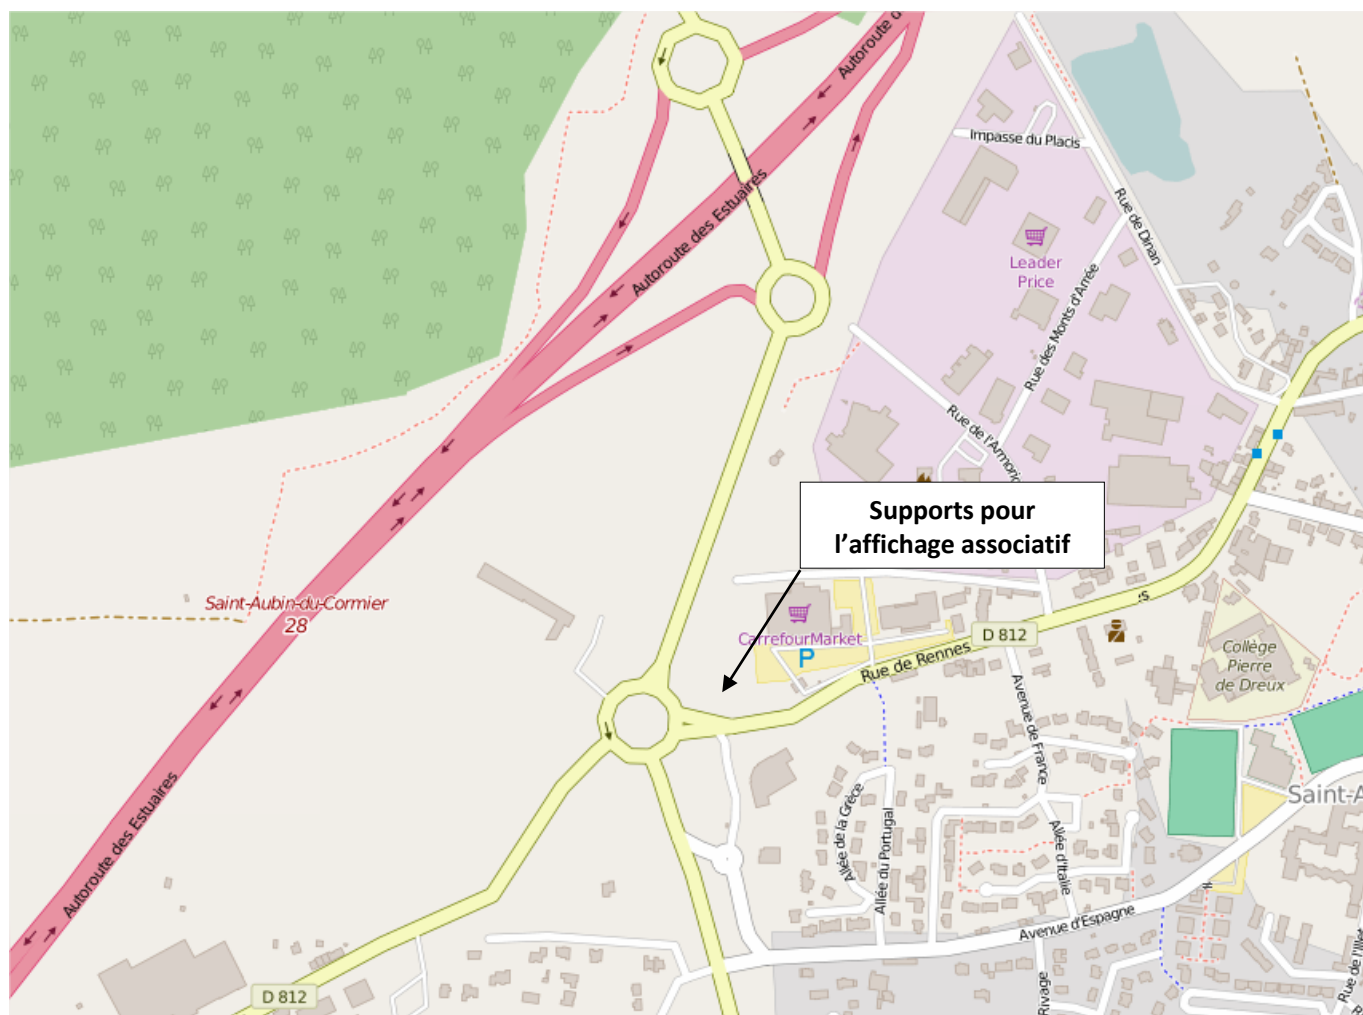 Autoroute des Estuaires
Impasse du Placis
Rue de Dinan
Leader
Price
Rue des Monts d'Arrée
Autoroute des Estuaires
Supports pour
l'affichage associatif
Saint-Aubin-du-Cormier
28
CarrefourMarket
P
D 812
Rue de Rennes
Collège
Pierre
de Dreux
Avenue de France
Allée de la Grèce
Allée du Portugal
Allée d'Italie
Avenue d'Espagne
D 812
Rivage
Rue de l'Illet